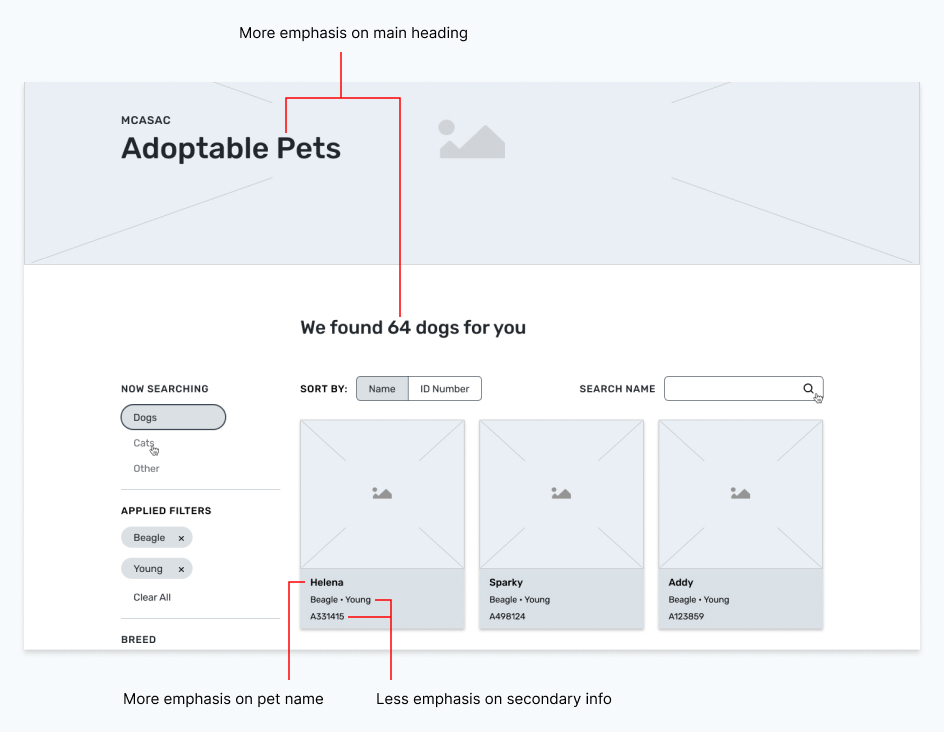 More emphasis on main heading
MCASAC
Adoptable Pets
We found 64 dogs for you
NOW SEARCHING
Dogs
Cats
Other
APPLIED FILTERS
Beagle ×
Young ×
Clear All
BREED
SORT BY: Name ID Number
SEARCH NAME
Helena
Beagle • Young
A331415
Sparky
Beagle • Young
A498124
Addy
Beagle • Young
A123859
More emphasis on pet name
Less emphasis on secondary info